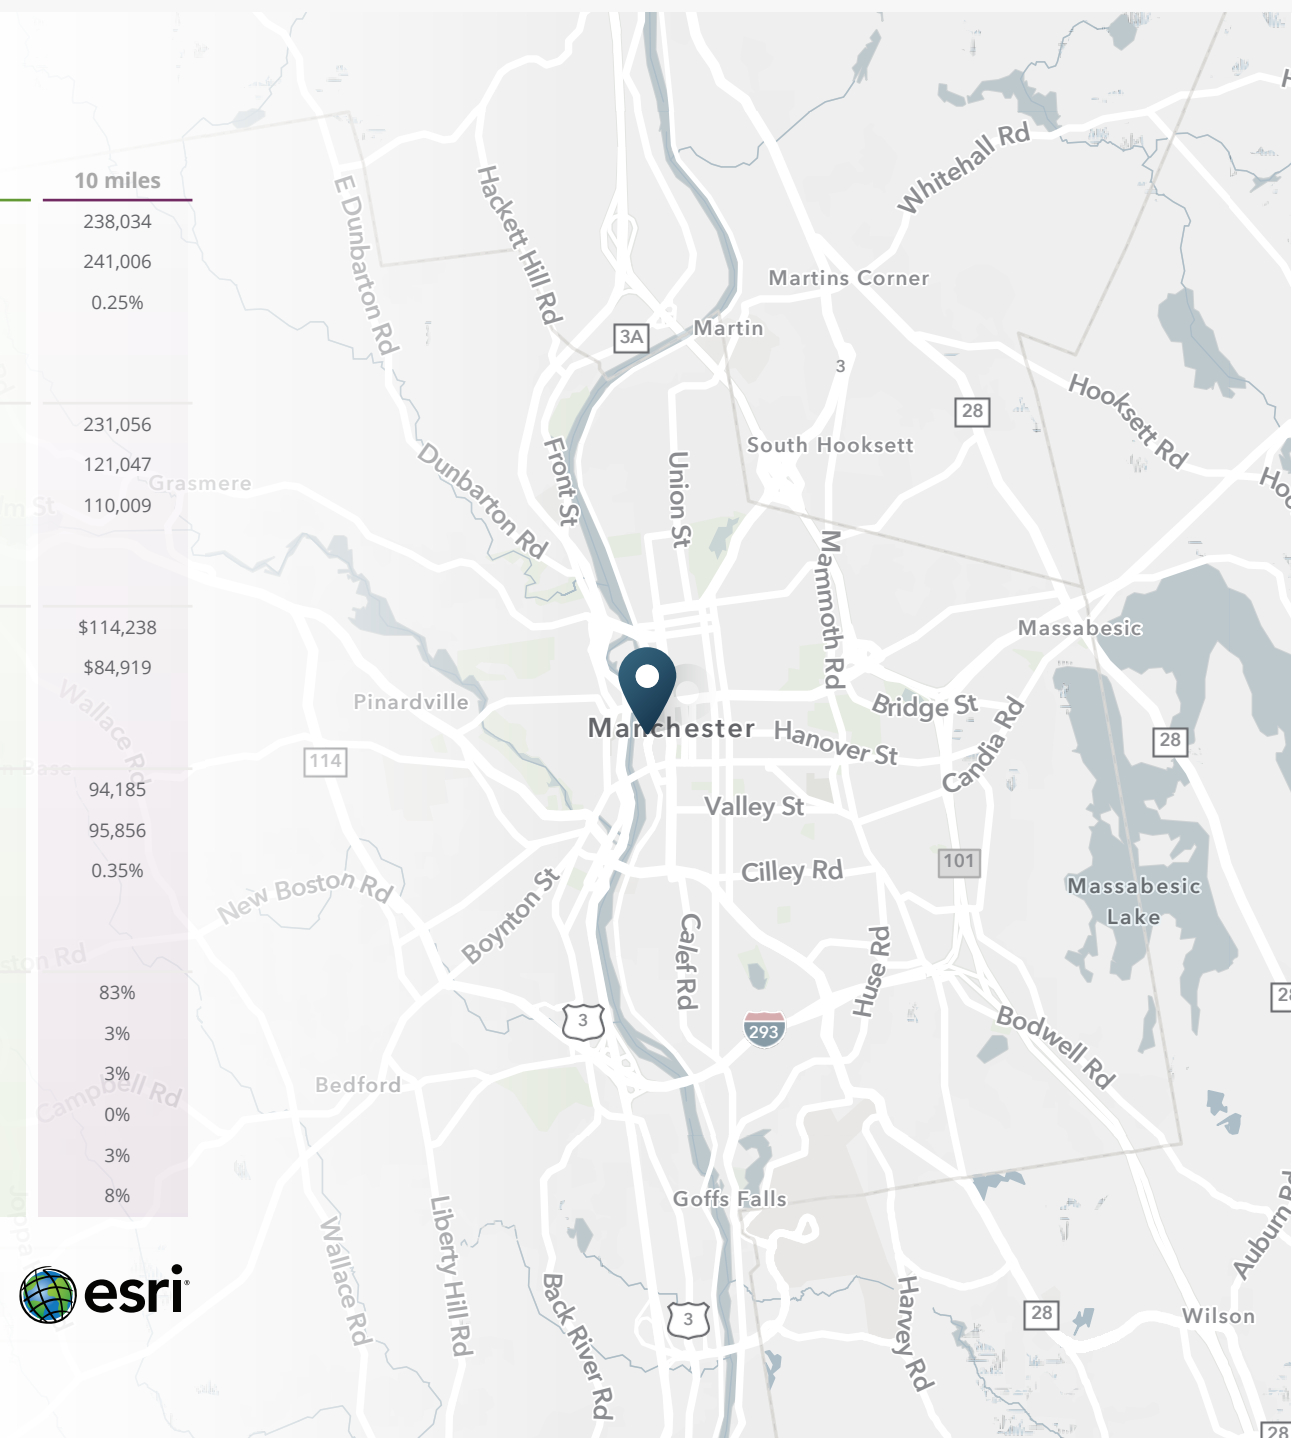 10 miles
238,034
241,006
0.25%
231,056
121,047
110,009
$114,238
$84,919
94,185
95,856
0.35%
83%
3%
3%
0%
3%
8%
esri
E Dunbarton Rd
Hackett Hill Rd
Whitehall Rd
Martins Corner
3A
Martin
3
28
Hooksett Rd
South Hooksett
Front St
Union St
Dunbarton Rd
Grasmere
Mammoth Rd
Massabesic
Pinardville
Wallace Rd
Bridge St
Manchester
Hanover St
Candia Rd
28
114
Valley St
Cilley Rd
101
Massabesic
Lake
New Boston Rd
Boynton St
Calef Rd
Huse Rd
3
293
Bodwell Rd
Bedford
Campbell Rd
Goffs Falls
Auburn Rd
Liberty Hill Rd
Wallace Rd
Back River Rd
3
Harvey Rd
28
Wilson
28